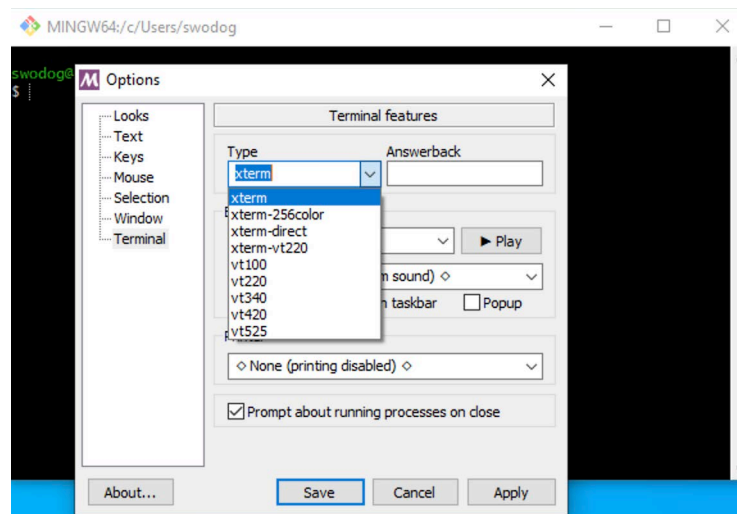 MINGW64:/c/Users/swodog
swodog@
$
Options
Looks
Text
Keys
Mouse
Selection
Window
Terminal
Terminal features
Type
Answerback
xterm
xterm
xterm-256color
xterm-direct
xterm-vt220
vt100
vt220
vt340
vt420
vt525
► Play
sound) ◇
taskbar
Popup
◇ None (printing disabled) ◇
Prompt about running processes on close
About...
Save
Cancel
Apply